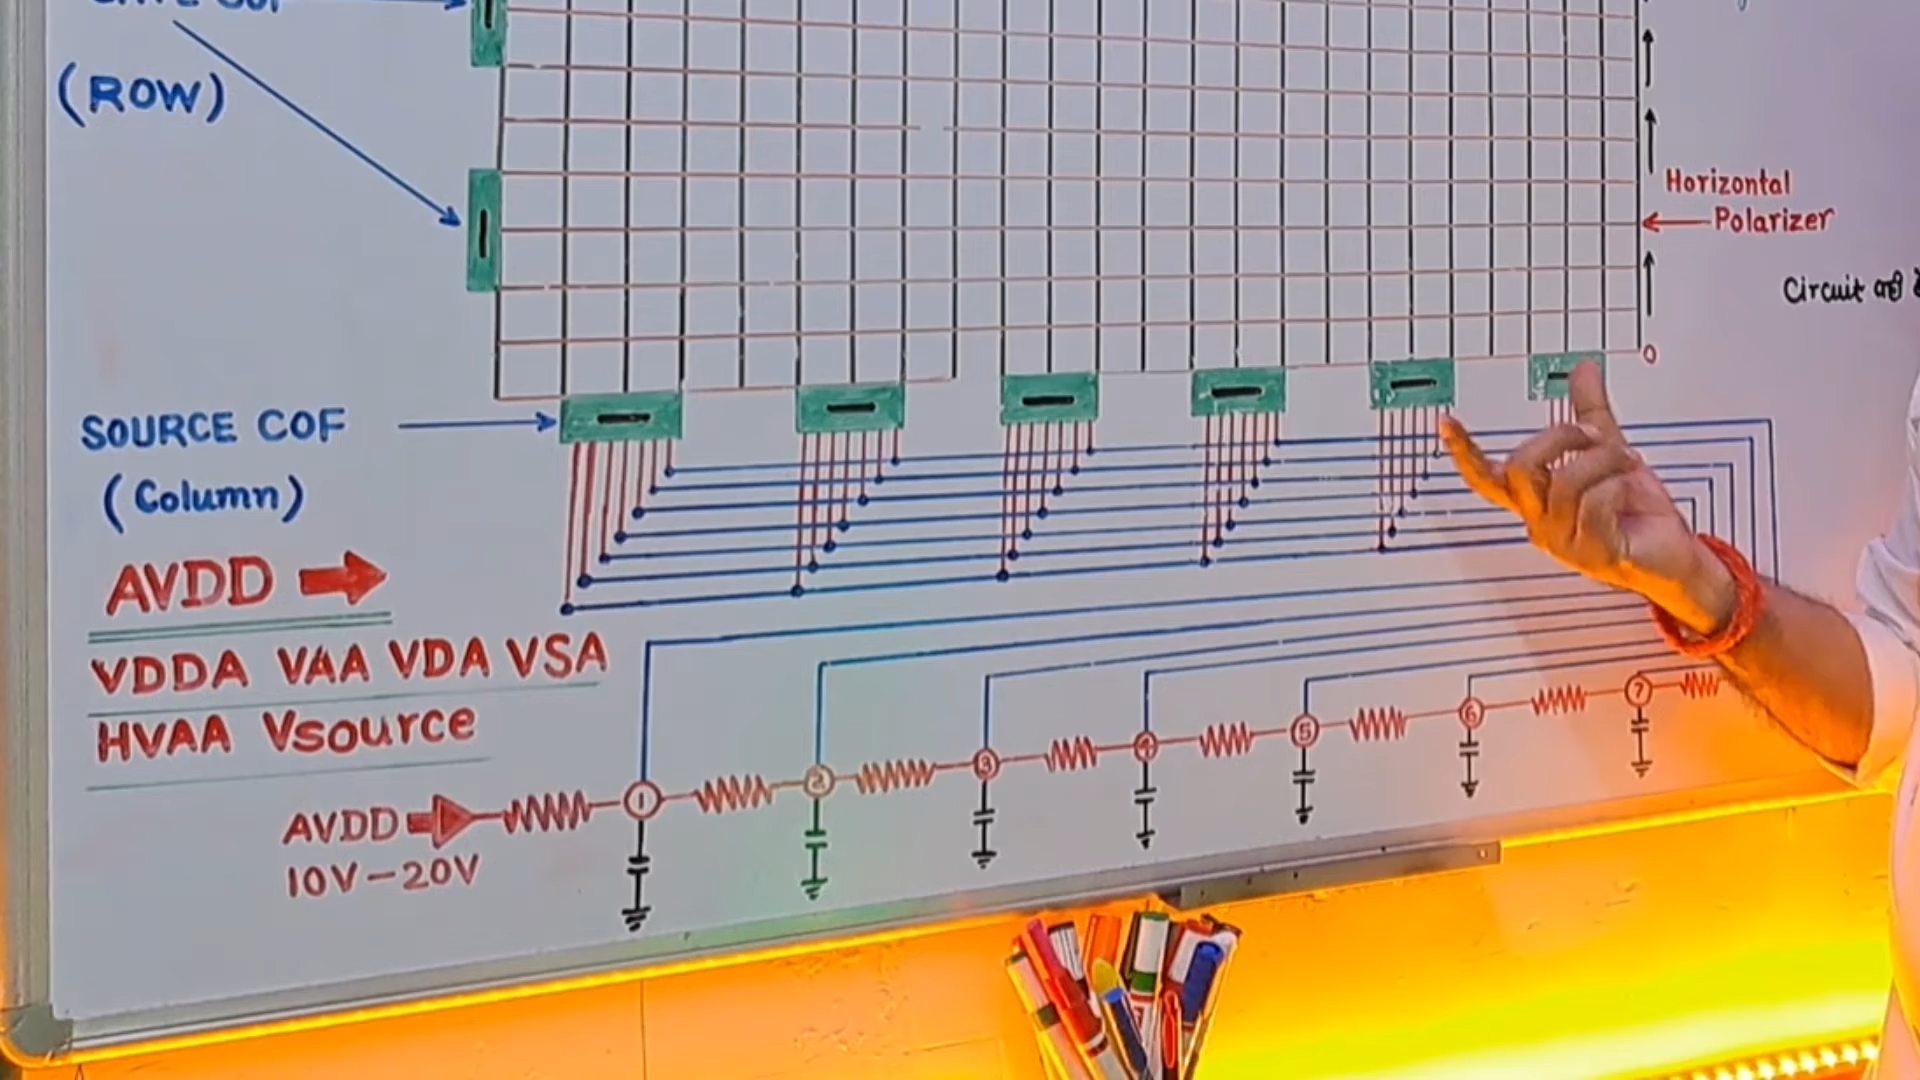 (ROW)
Horizontal
Polarizer
Circuit
SOURCE COF
(Column)
AVDD
VDDA VAA VDA VSA
HVAA Vsource
AVDD
10V-20V
1 2 3 4 5 6 7